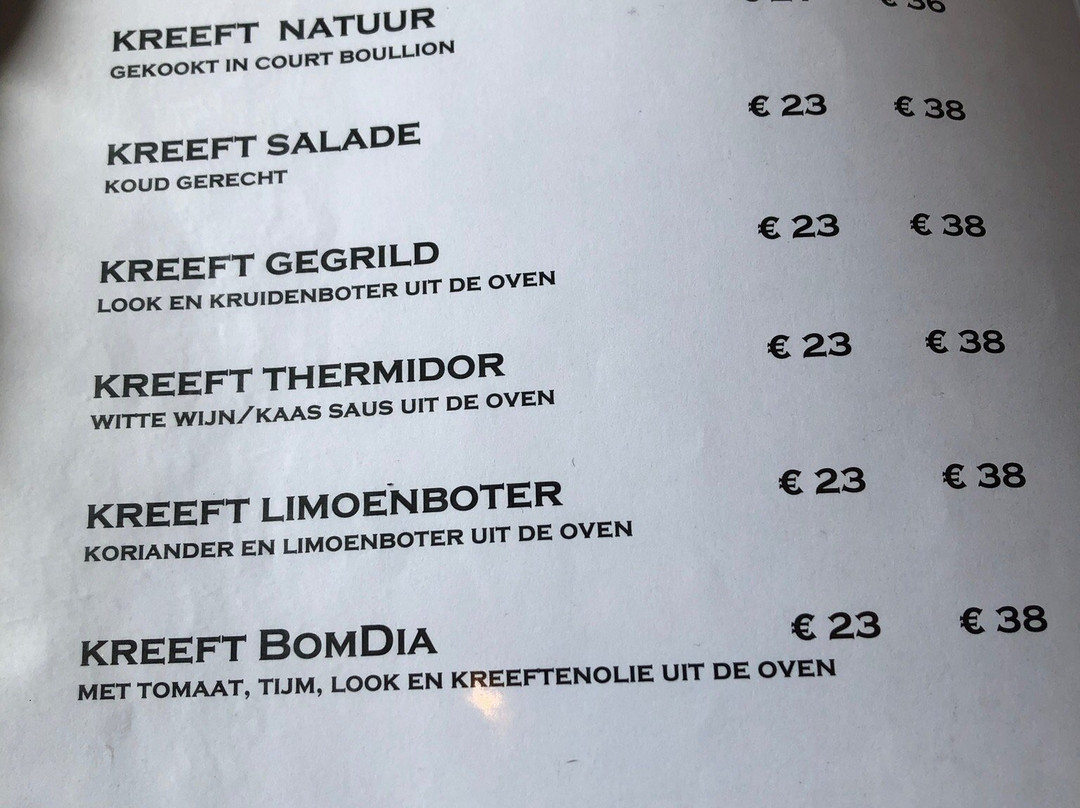 KREEFT NATUUR € 36
GEKOOKT IN COURT BOULLION
KREEFT SALADE € 23 € 38
KOUD GERECHT
KREEFT GEGRILD € 23 € 38
LOOK EN KRUIDENBOTER UIT DE OVEN
KREEFT THERMIDOR € 23 € 38
WITTE WIJN/KAAS SAUS UIT DE OVEN
KREEFT LIMOENBOTER € 23 € 38
KORIANDER EN LIMOENBOTER UIT DE OVEN
KREEFT BOMDIA € 23 € 38
MET TOMAAT, TIJM, LOOK EN KREEFTENOLIE UIT DE OVEN